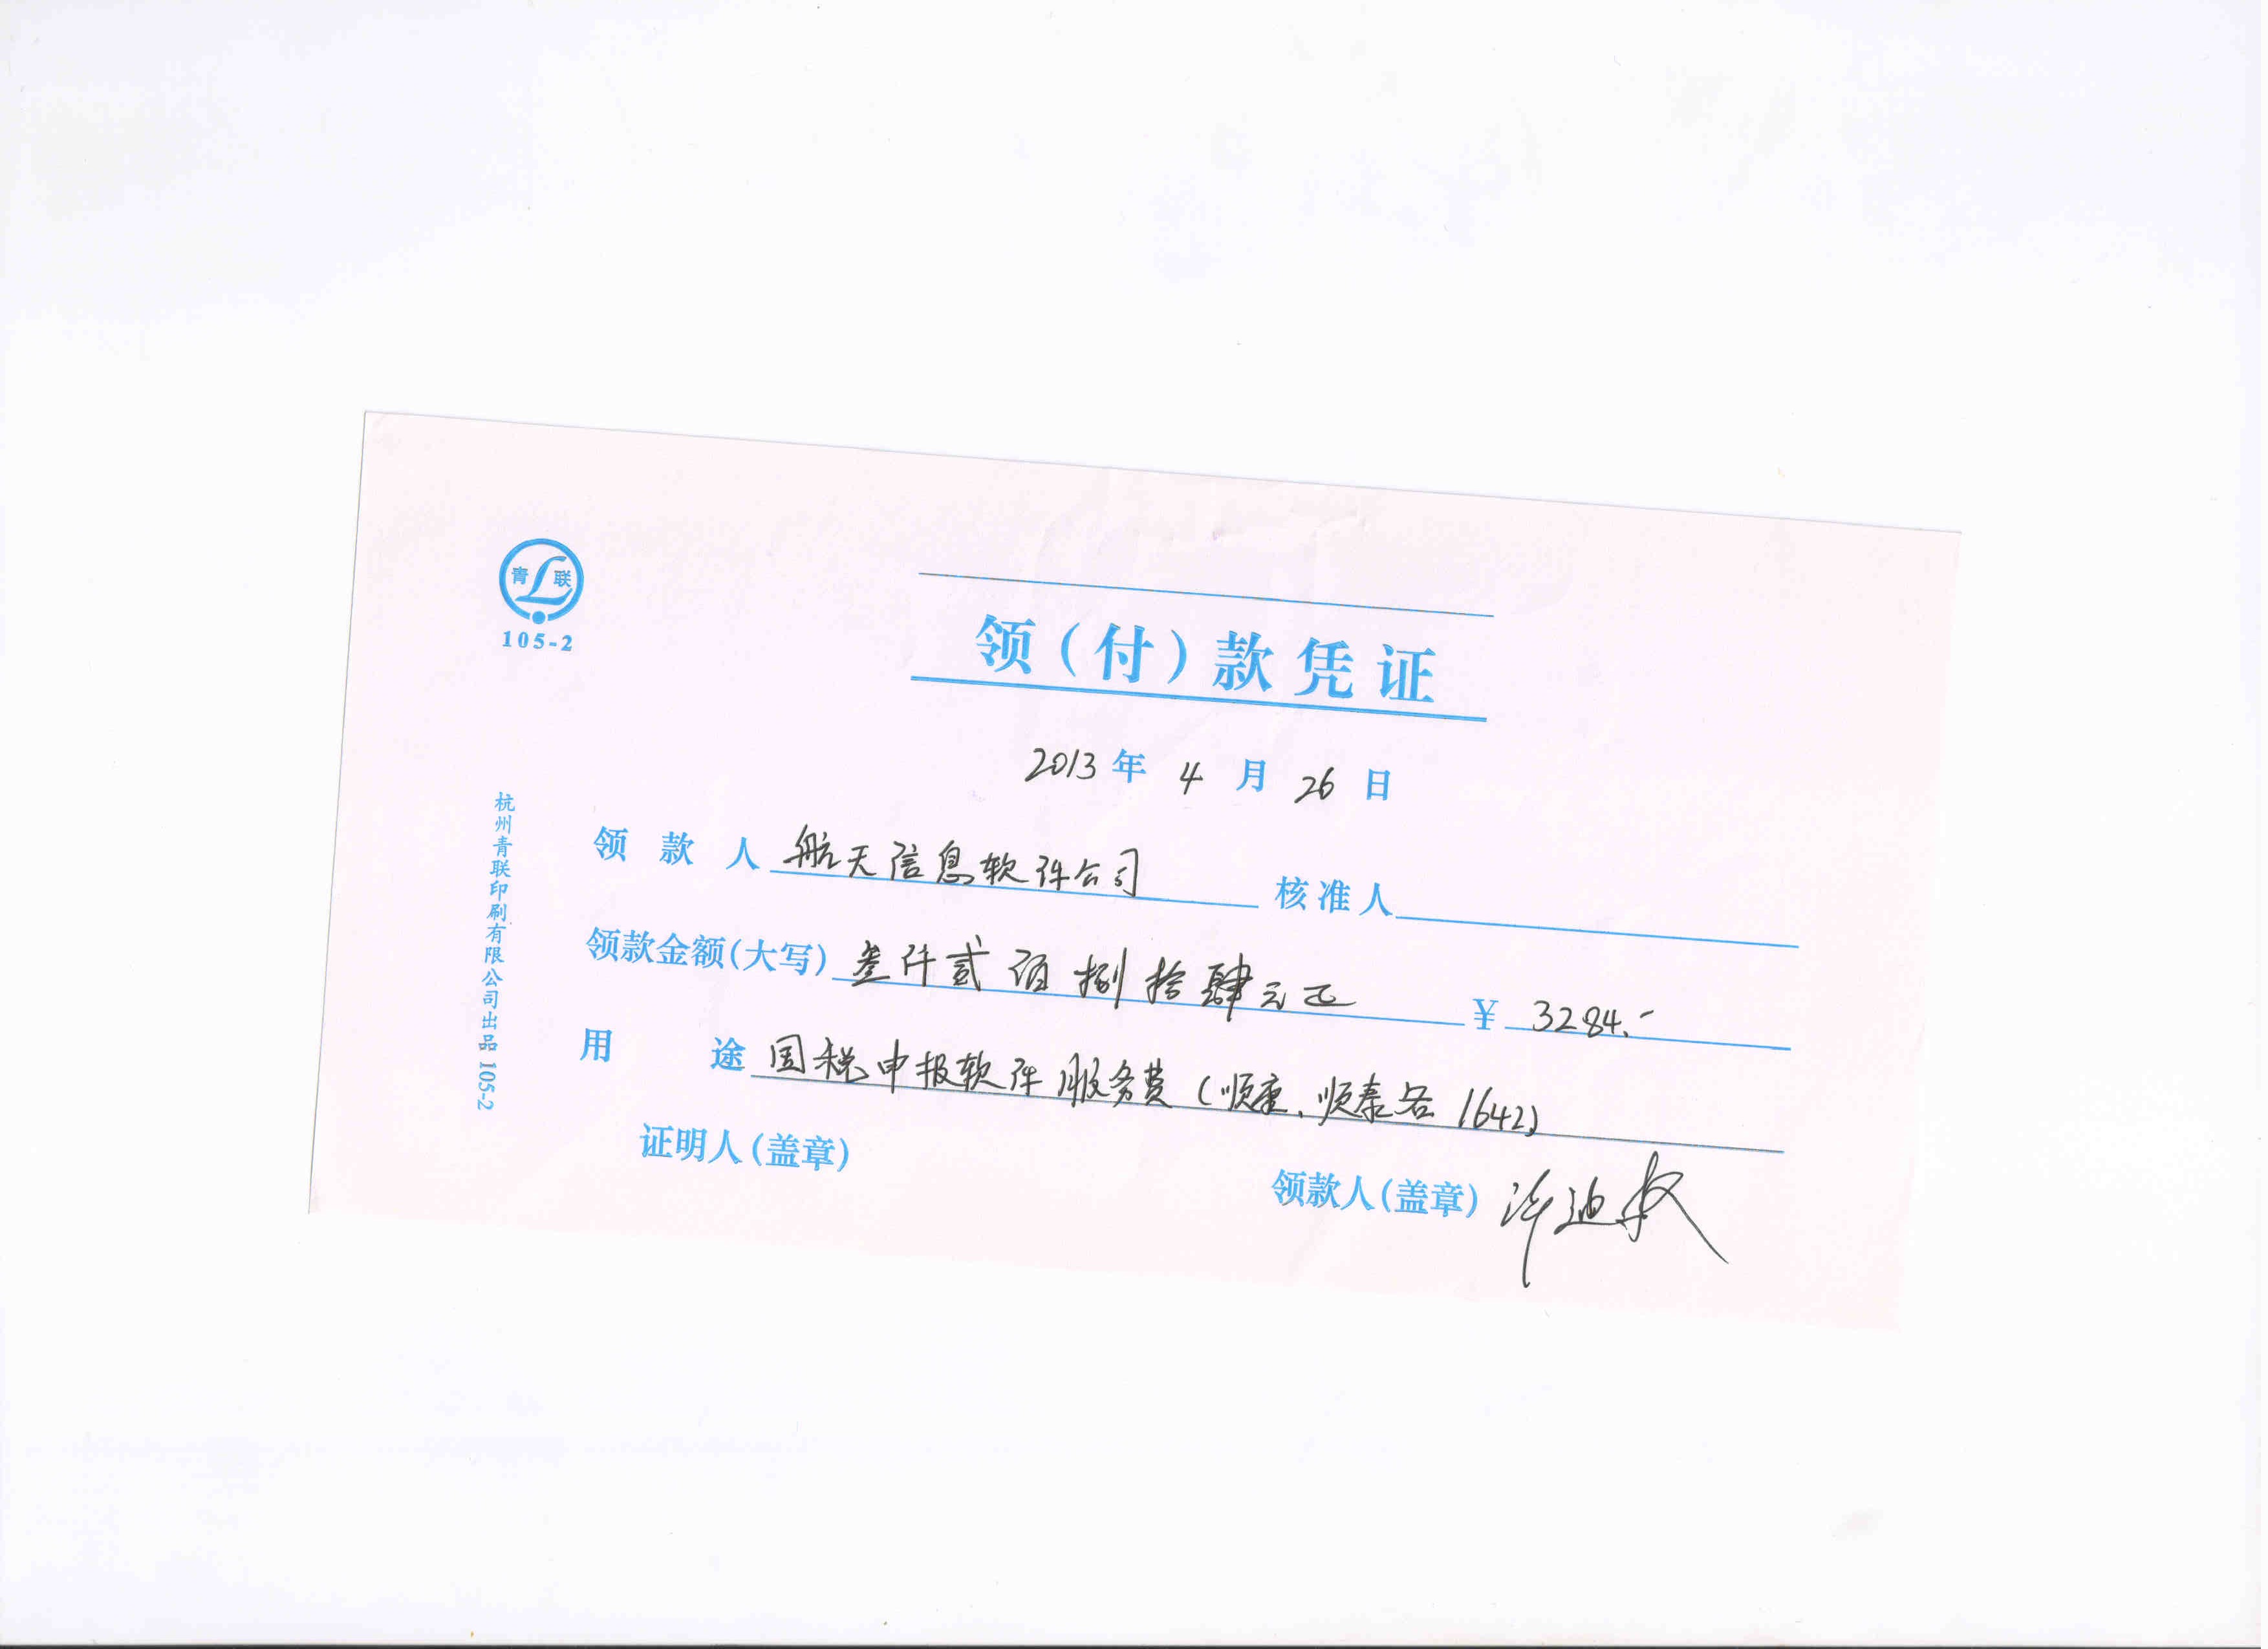 青 联
105-2
领（付）款凭证
2013 年 4 月 26 日
领 款 人 航天信息软件公司 核准人
领款金额(大写) 叁仟贰佰捌拾肆元正 ¥ 3284.-
用 途 国税申报软件服务费（顺康、顺泰各1642）
证明人(盖章) 领款人(盖章) 许迪
杭州青联印刷有限公司出品 105-2